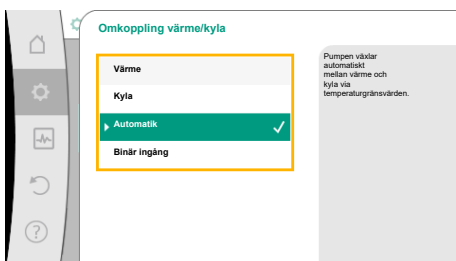 Omkoppling värme/kyla
Värme
Kyla
Automatik
Binär ingång
Pumpen växlar
automatiskt
mellan värme och
kyla via
temperaturgränsvärden.
?